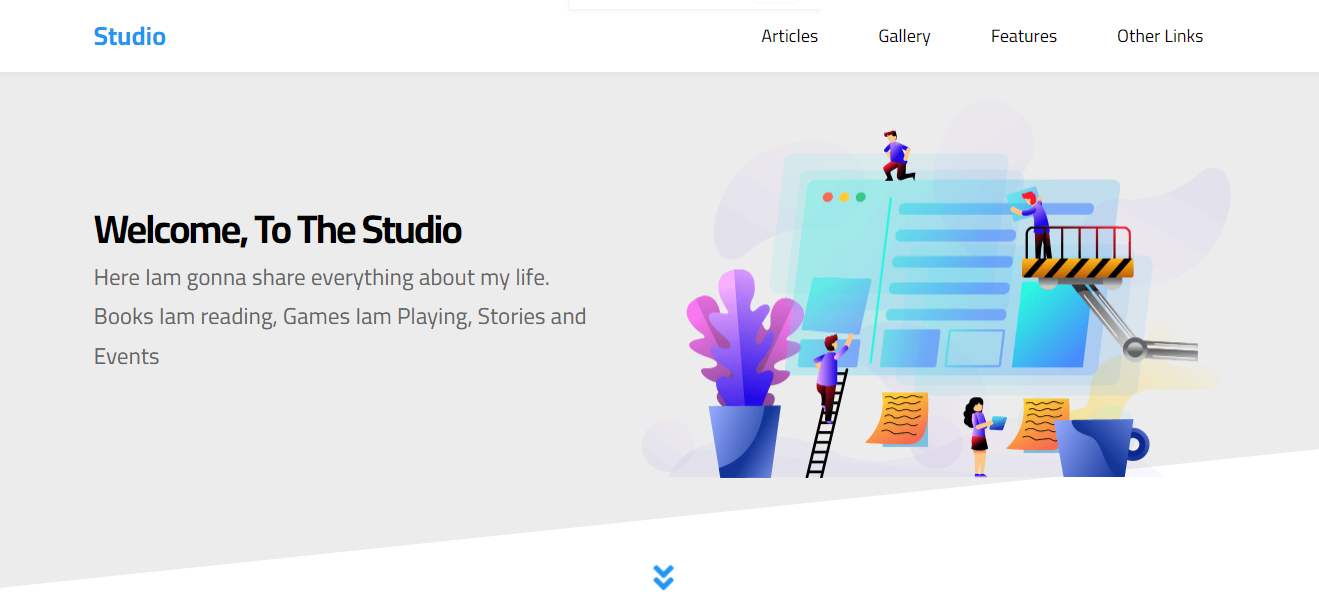 Studio
Articles Gallery Features Other Links
Welcome, To The Studio
Here Iam gonna share everything about my life.
Books Iam reading, Games Iam Playing, Stories and
Events